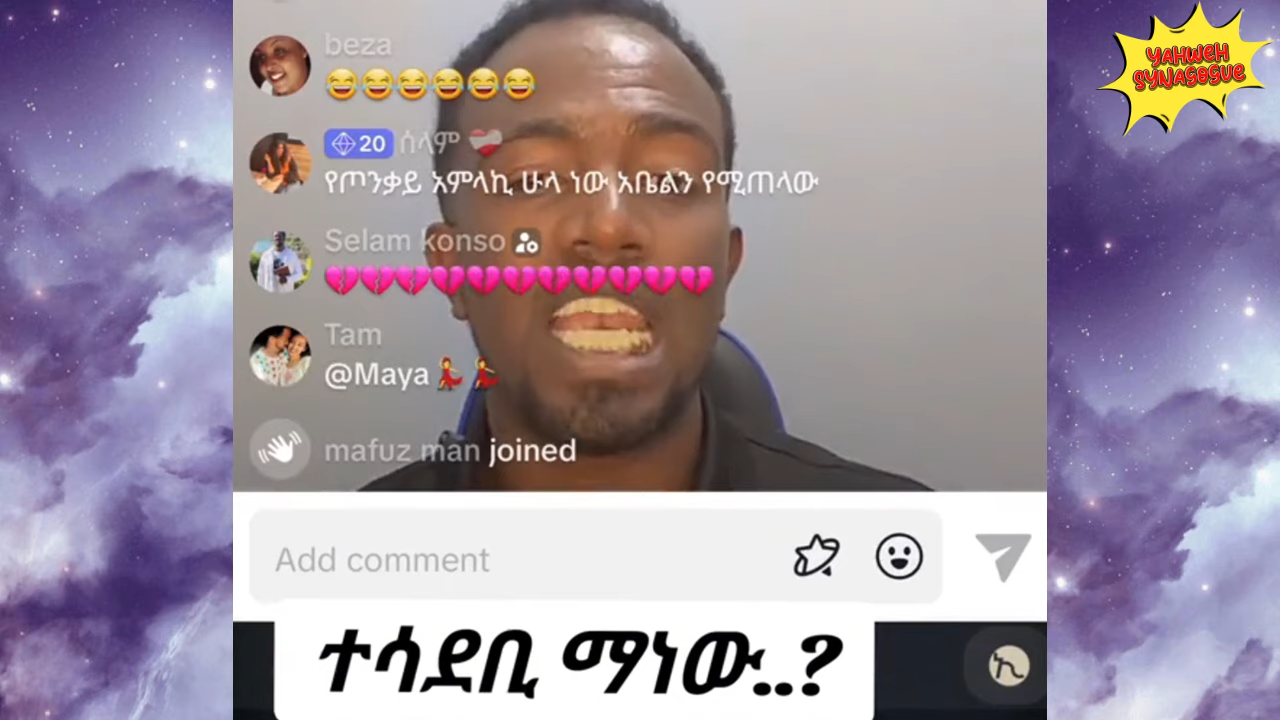 beza
😂😂😂😂😂😂
20 ሰላም ❤️‍🩹
የጦንቃይ አምላኪ ሁላ ነው አቤልን የሚጠላው
Selam konso
💔💔💔💔💔💔💔💔💔💔💔
Tam
@Maya💃💃
mafuz man joined
Add comment
ተሳደቢ ማነው..?
YAHWEH
SYNAGOGUE